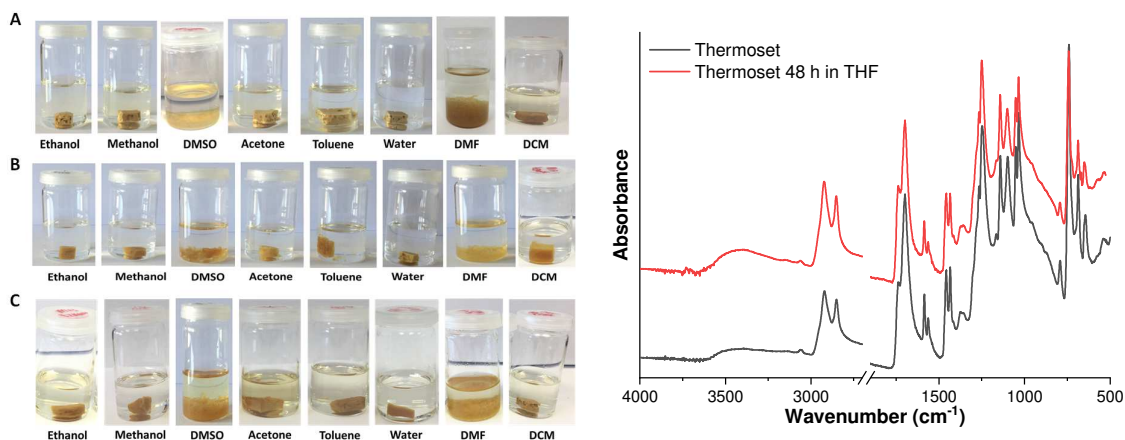 A
Ethanol Methanol DMSO Acetone Toluene Water DMF DCM
B
Ethanol Methanol DMSO Acetone Toluene Water DMF DCM
C
Ethanol Methanol DMSO Acetone Toluene Water DMF DCM
Thermoset
Thermoset 48 h in THF
Absorbance
4000 3500 3000 1500 1000 500
Wavenumber (cm⁻¹)